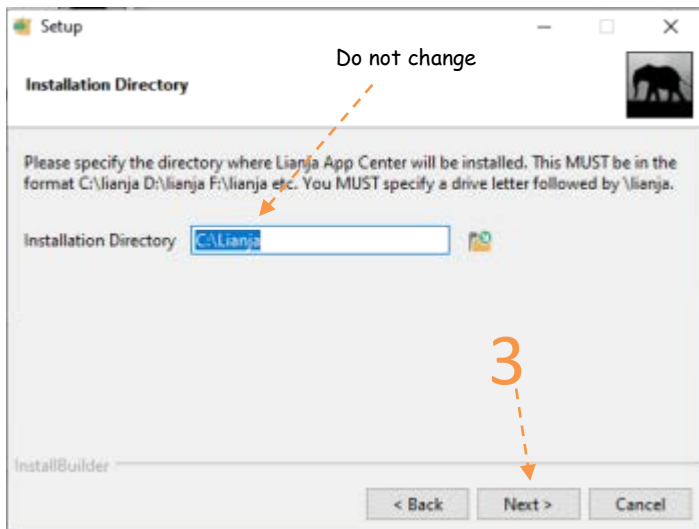 Setup
Do not change
Installation Directory
Please specify the directory where Lianja App Center will be installed. This MUST be in the
format C:\lianja D:\lianja F:\lianja etc. You MUST specify a drive letter followed by \lianja.
Installation Directory C:\Lianja
3
InstallBuilder
< Back Next > Cancel